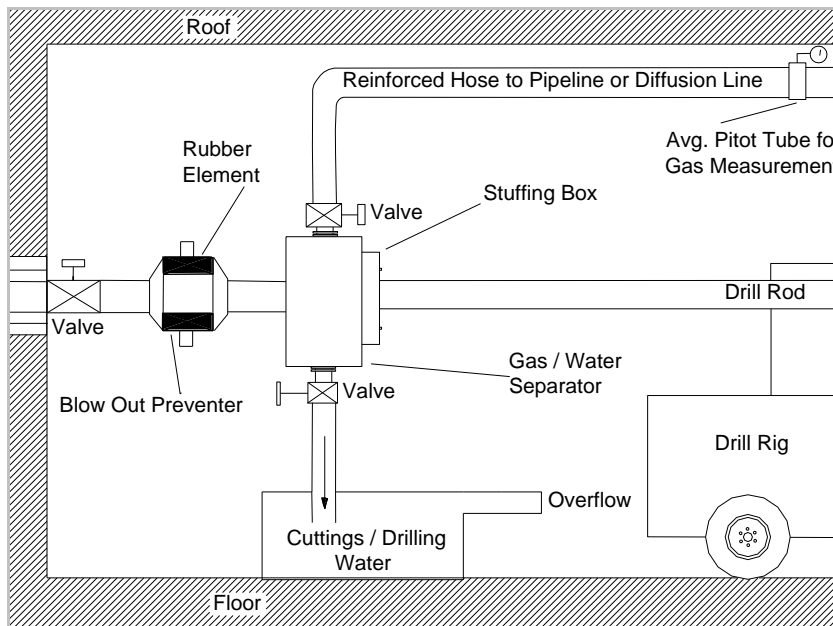 Roof
Reinforced Hose to Pipeline or Diffusion Line
Avg. Pitot Tube fo
Gas Measurement
Rubber
Element
Stuffing Box
Valve
Drill Rod
Valve
Gas / Water
Separator
Valve
Blow Out Preventer
Drill Rig
Overflow
Cuttings / Drilling
Water
Floor